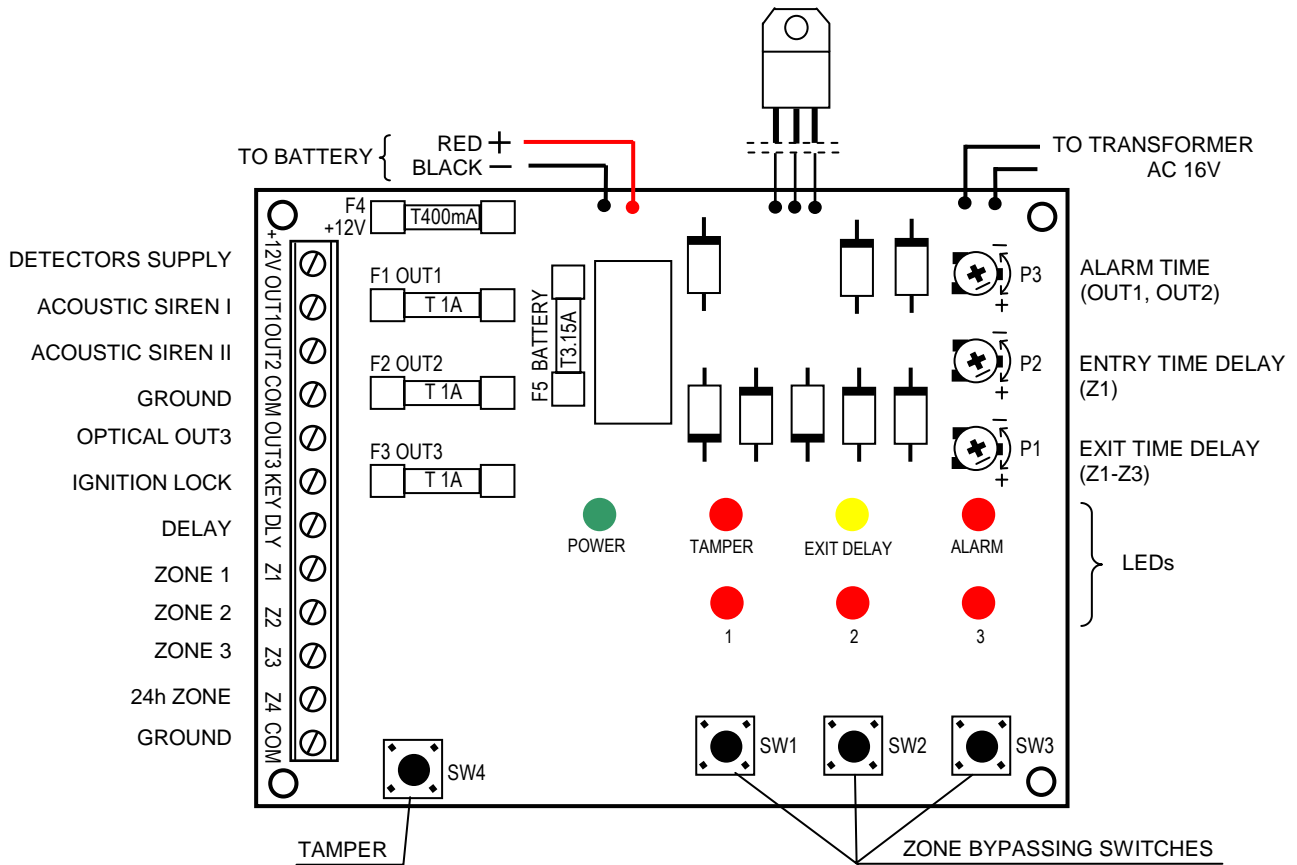 TO BATTERY
RED +
BLACK −
TO TRANSFORMER
AC 16V
DETECTORS SUPPLY
ACOUSTIC SIREN I
ACOUSTIC SIREN II
GROUND
OPTICAL OUT3
IGNITION LOCK
DELAY
ZONE 1
ZONE 2
ZONE 3
24h ZONE
GROUND
+12V
OUT1
OUT2
COM
OUT3
KEY
DLY
Z1
Z2
Z3
Z4
COM
F4
+12V
T400mA
F1 OUT1
T 1A
F2 OUT2
T 1A
F3 OUT3
T 1A
F5 BATTERY
T3.15A
− P3 +
− P2 +
− P1 +
ALARM TIME
(OUT1, OUT2)
ENTRY TIME DELAY
(Z1)
EXIT TIME DELAY
(Z1-Z3)
POWER
TAMPER
EXIT DELAY
ALARM
LEDs
1
2
3
SW4
SW1
SW2
SW3
TAMPER
ZONE BYPASSING SWITCHES